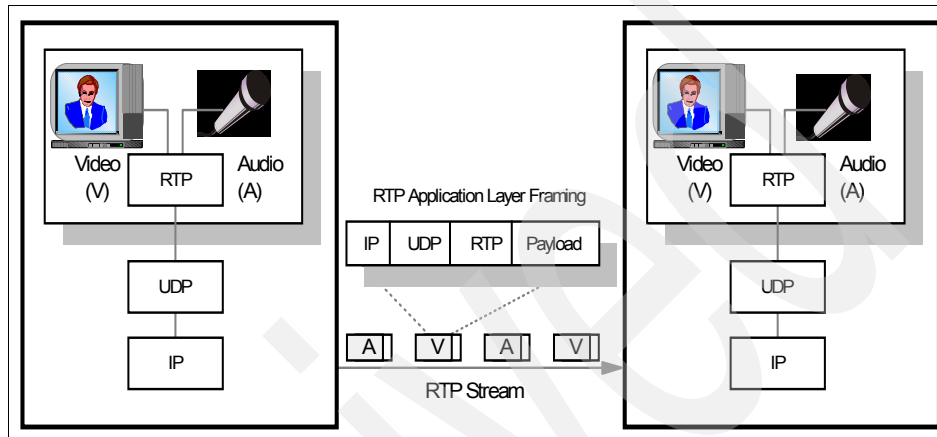 Video
(V)
RTP
Audio
(A)
UDP
IP
RTP Application Layer Framing
IP UDP RTP Payload
A V A V
RTP Stream
Video
(V)
RTP
Audio
(A)
UDP
IP